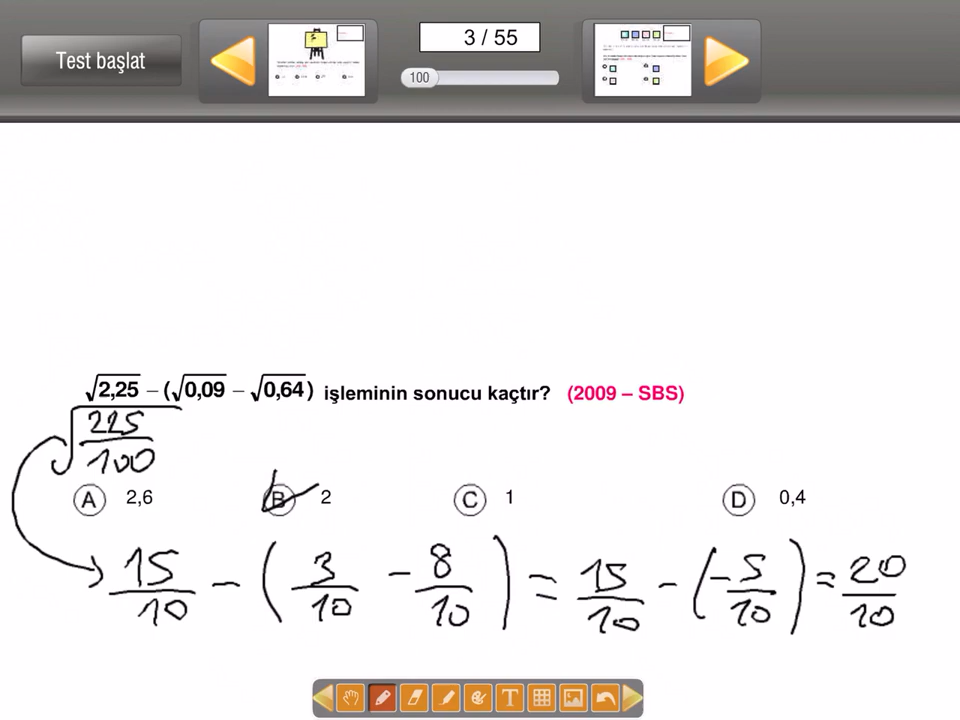 Test başlat
3 / 55
100
√2,25 – (√0,09 – √0,64) işleminin sonucu kaçtır? (2009 – SBS)
√225/100
A 2,6 B 2 C 1 D 0,4
15/10 – (3/10 – 8/10) = 15/10 – (–5/10) = 20/10
T